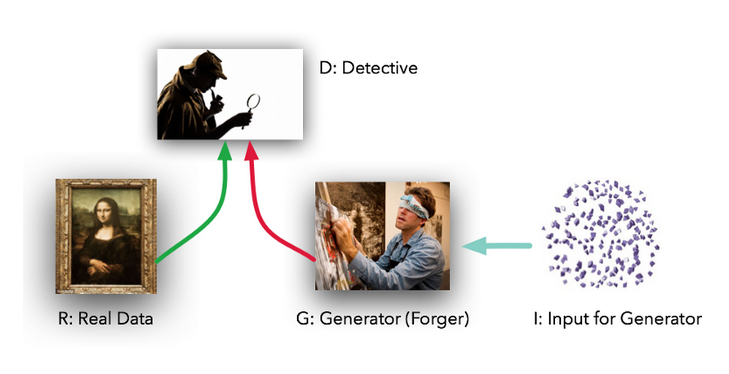 D: Detective
R: Real Data
G: Generator (Forger)
I: Input for Generator